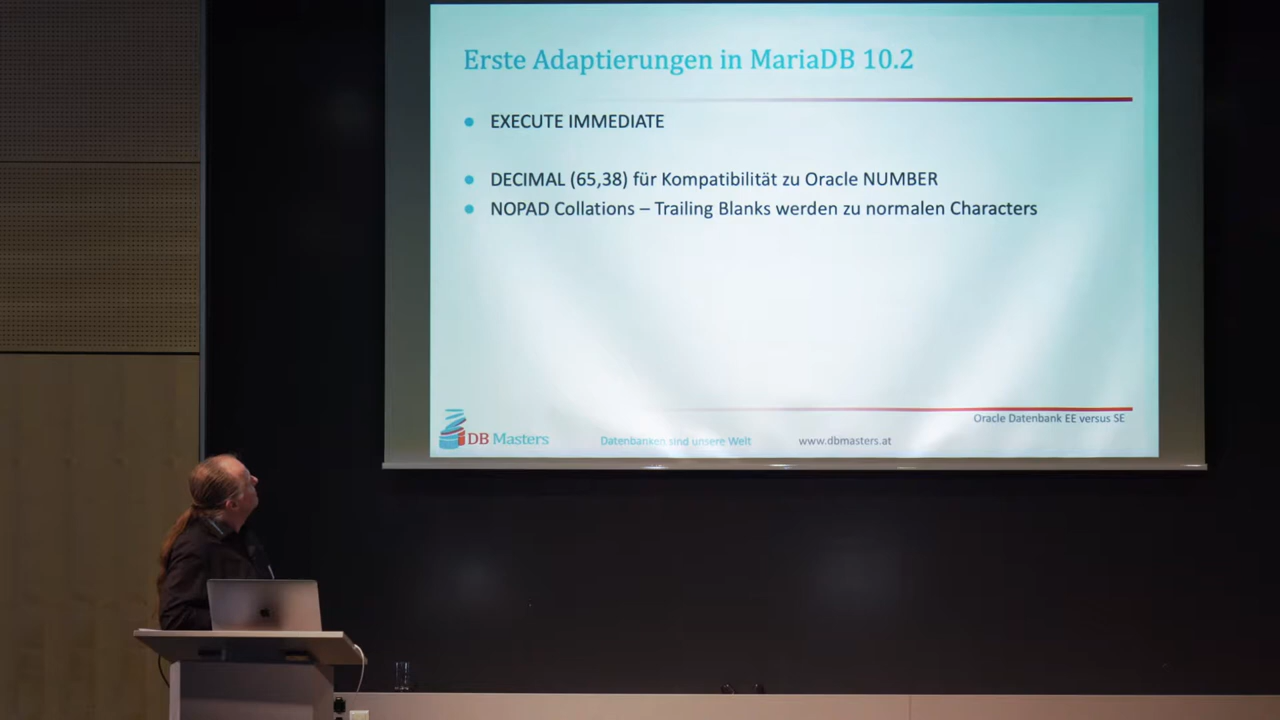 Erste Adaptierungen in MariaDB 10.2
EXECUTE IMMEDIATE
DECIMAL (65,38) für Kompatibilität zu Oracle NUMBER
NOPAD Collations – Trailing Blanks werden zu normalen Characters
Oracle Datenbank EE versus SE
DB Masters
Datenbanken sind unsere Welt
www.dbmasters.at